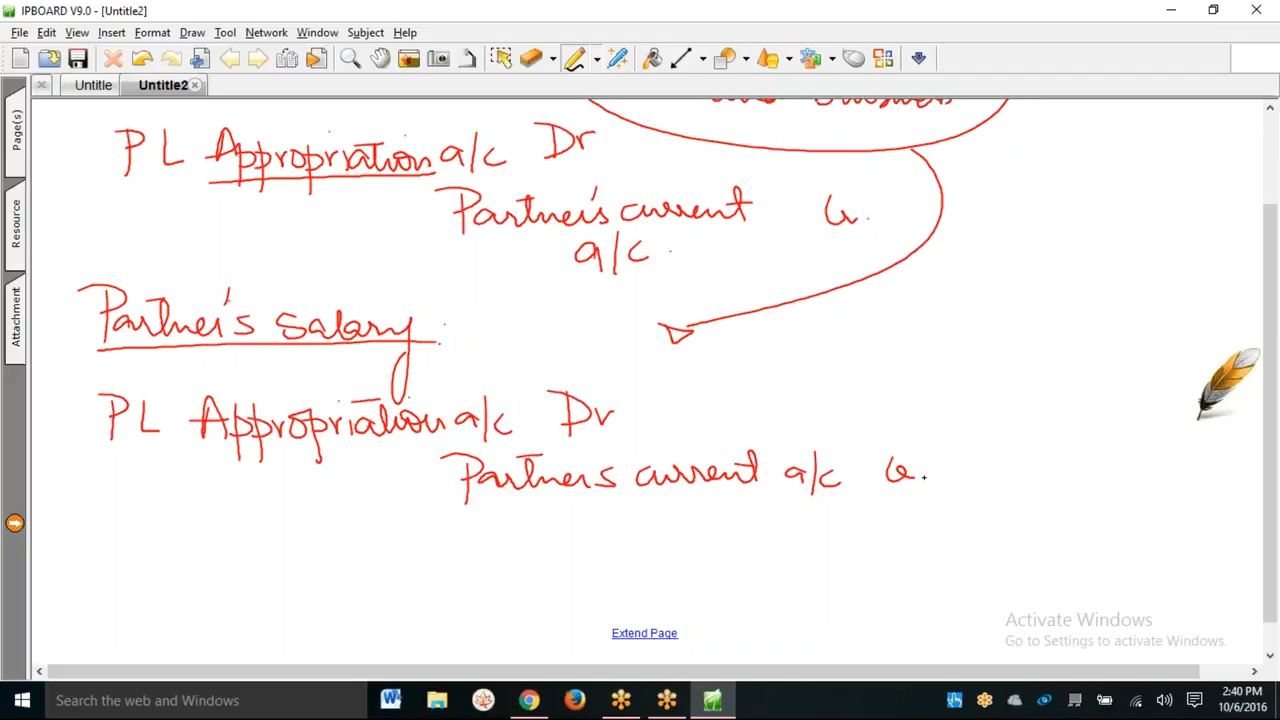 IPBOARD V9.0 - [Untitle2]
File Edit View Insert Format Draw Tool Network Window Subject Help
Untitle Untitle2
Page(s)
Resource
Attachment
PL Appropriation a/c Dr
Partner's current Cr.
a/c.
Partner's Salary
PL Appropriation a/c Dr
Partners current a/c Cr.
Extend Page
Activate Windows
Go to Settings to activate Windows.
Search the web and Windows
2:40 PM
10/6/2016